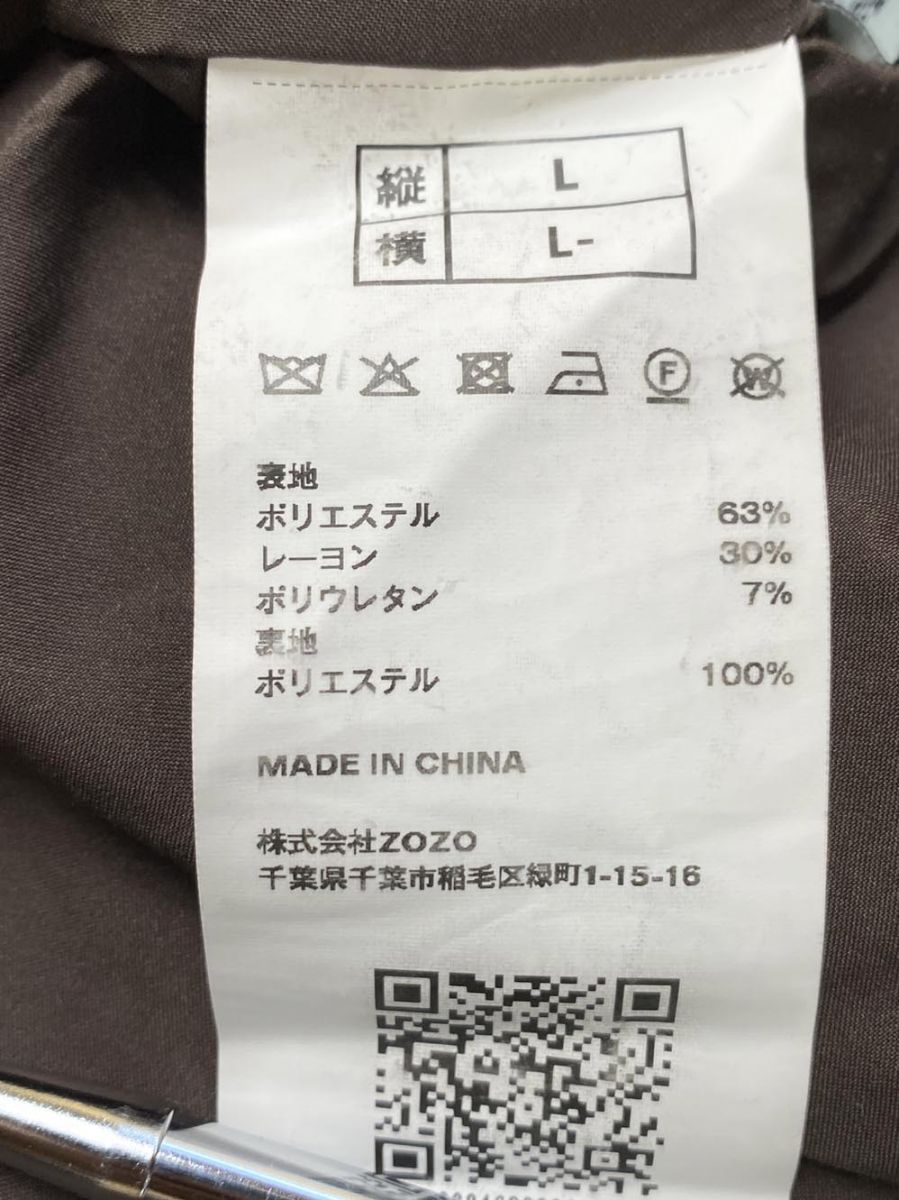 縦 L
横 L-
F W
表地
ポリエステル 63%
レーヨン 30%
ポリウレタン 7%
裏地
ポリエステル 100%
MADE IN CHINA
株式会社ZOZO
千葉県千葉市稲毛区緑町1-15-16